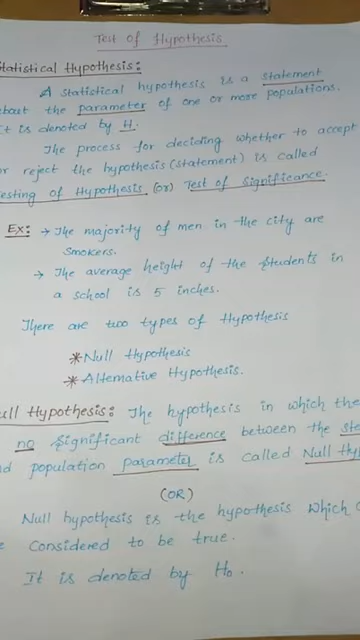 Test of Hypothesis
Statistical Hypothesis:
A statistical hypothesis is a statement
about the parameter of one or more populations.
It is denoted by H.
The process for deciding whether to accept
or reject the hypothesis (statement) is called
Testing of Hypothesis (or) Test of Significance.
Ex: → The majority of men in the city are
smokers.
→ The average height of the students in
a school is 5 inches.
There are two types of Hypothesis
* Null Hypothesis
* Alternative Hypothesis.
Null Hypothesis: The hypothesis in which the
no significant difference between the
population parameter is called Null
(OR)
Null hypothesis is the hypothesis which
considered to be true.
It is denoted by H₀.